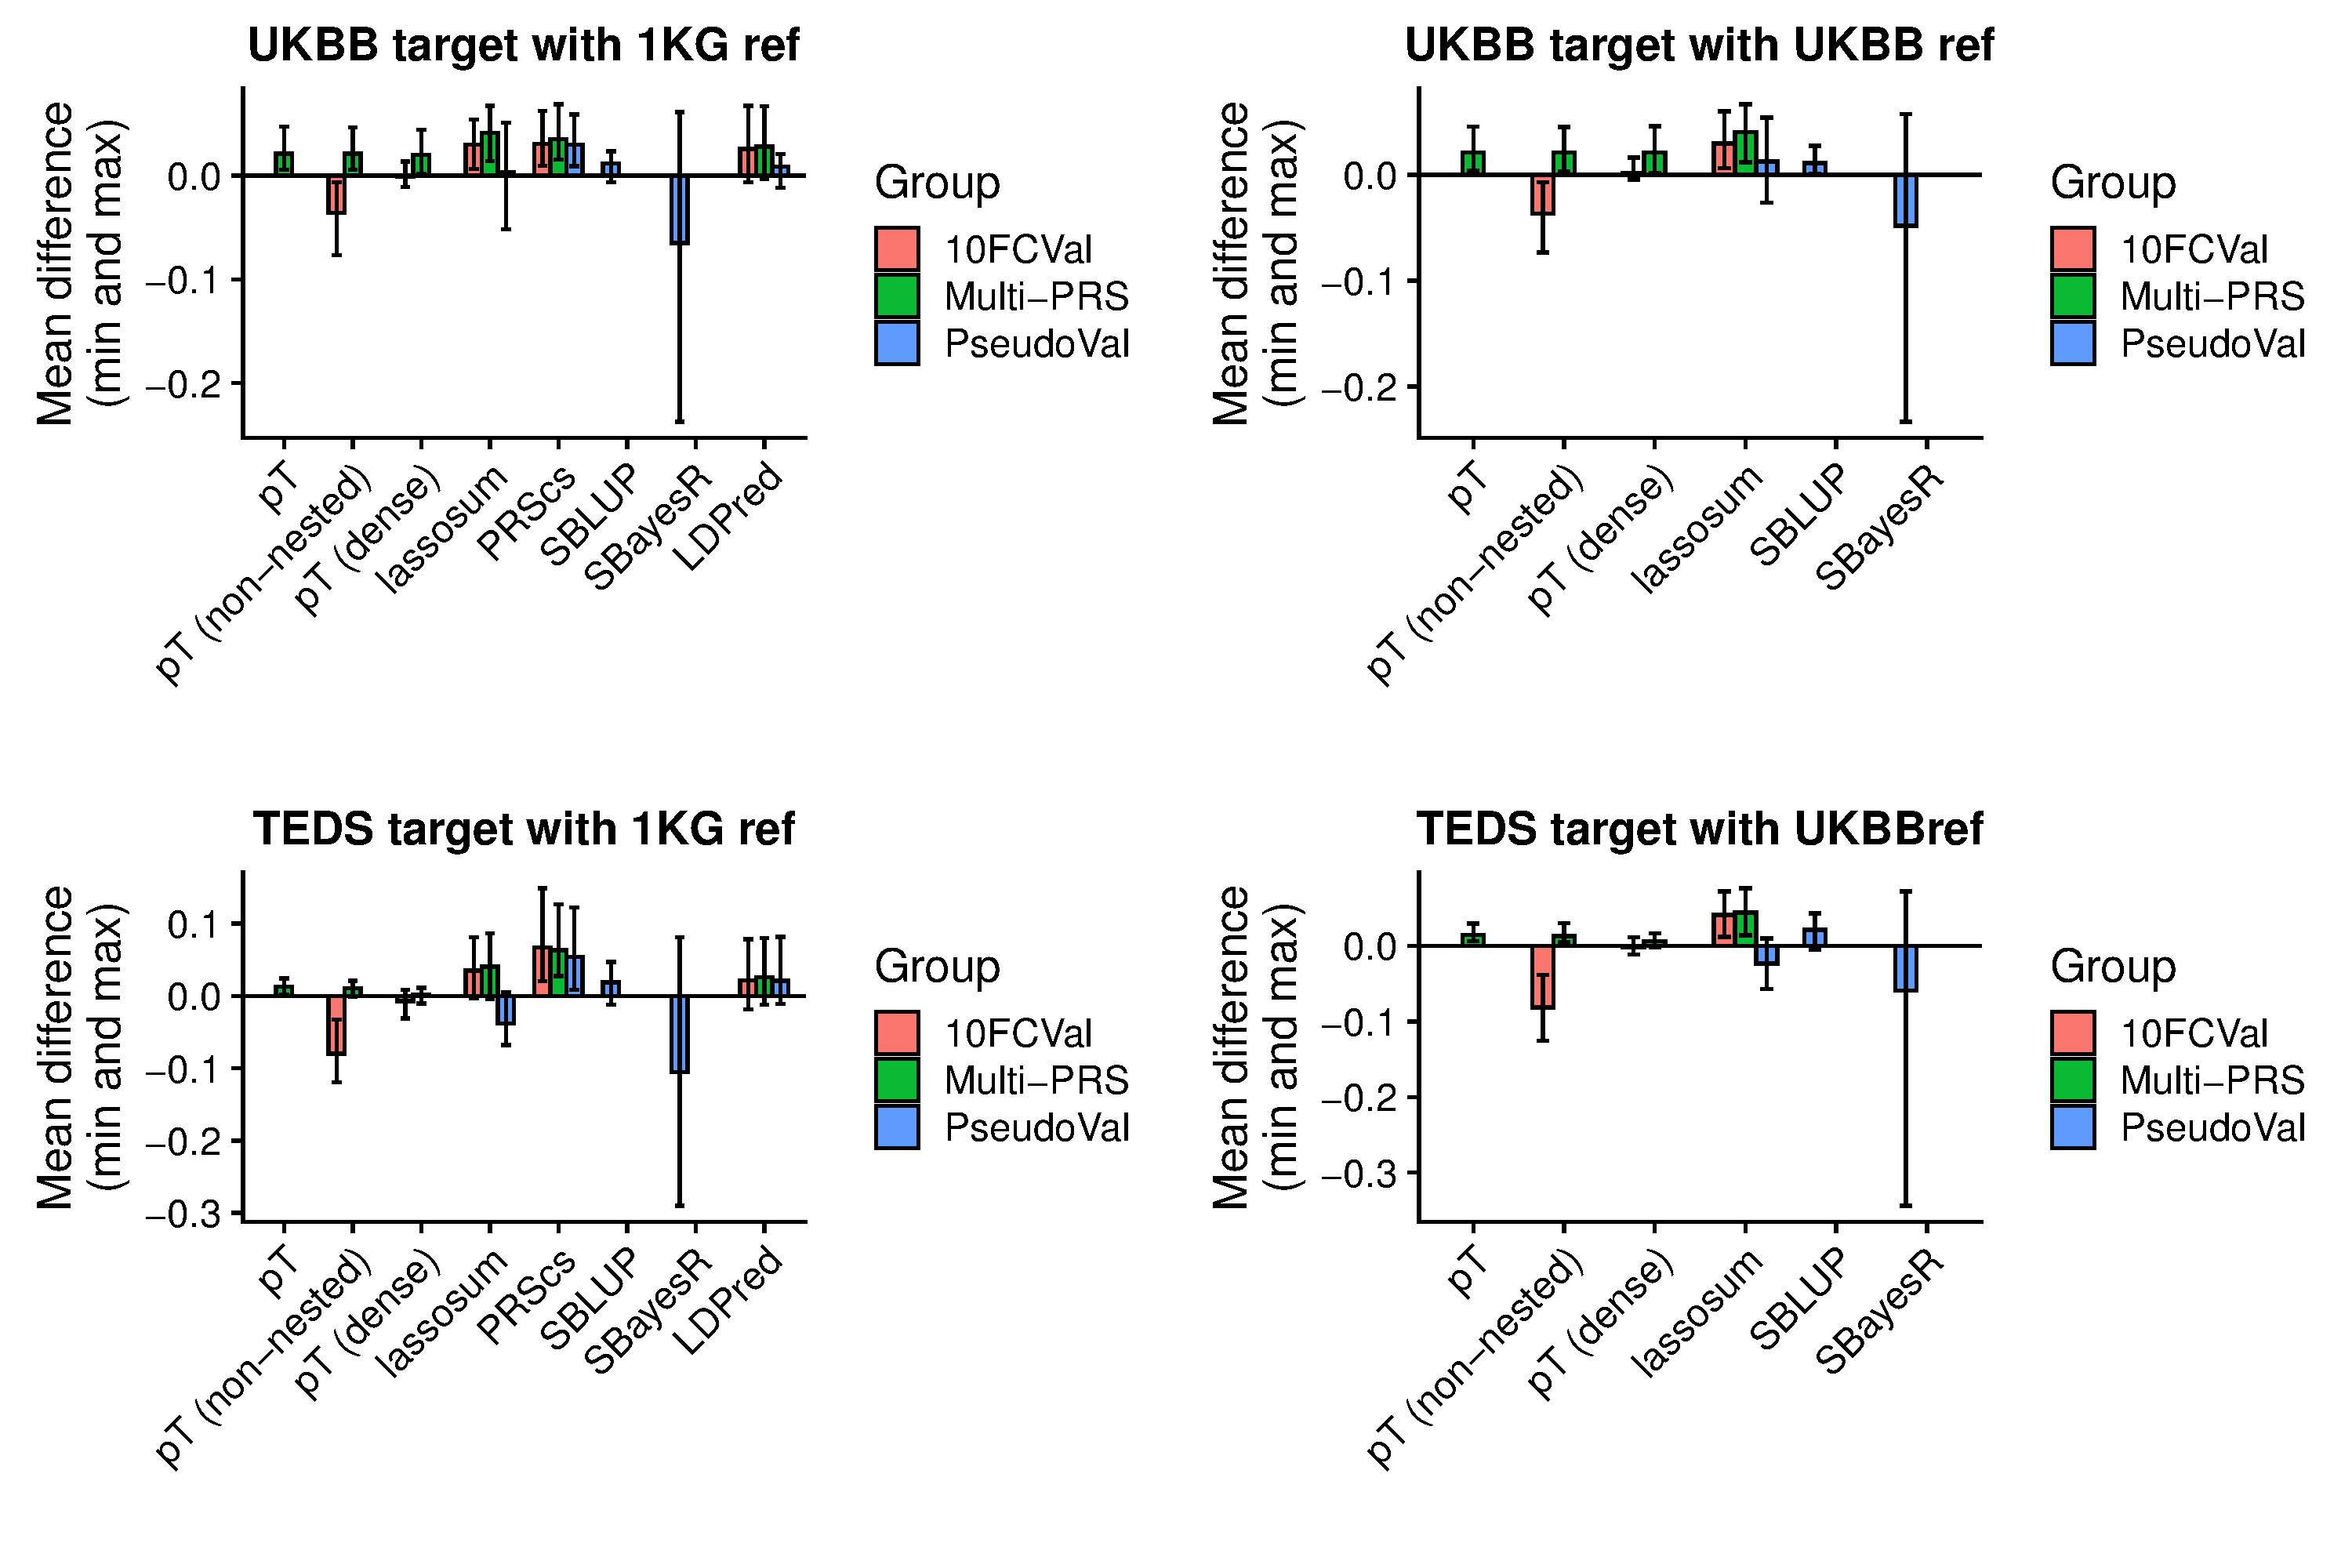 UKBB target with 1KG ref
Mean difference
(min and max)
0.0
−0.1
−0.2
pT
pT (non−nested)
pT (dense)
lassosum
PRScs
SBLUP
SBayesR
LDPred
Group
10FCVal
Multi−PRS
PseudoVal
UKBB target with UKBB ref
Mean difference
(min and max)
0.0
−0.1
−0.2
pT
pT (non−nested)
pT (dense)
lassosum
SBLUP
SBayesR
Group
10FCVal
Multi−PRS
PseudoVal
TEDS target with 1KG ref
Mean difference
(min and max)
0.1
0.0
−0.1
−0.2
−0.3
pT
pT (non−nested)
pT (dense)
lassosum
PRScs
SBLUP
SBayesR
LDPred
Group
10FCVal
Multi−PRS
PseudoVal
TEDS target with UKBBref
Mean difference
(min and max)
0.0
−0.1
−0.2
−0.3
pT
pT (non−nested)
pT (dense)
lassosum
SBLUP
SBayesR
Group
10FCVal
Multi−PRS
PseudoVal